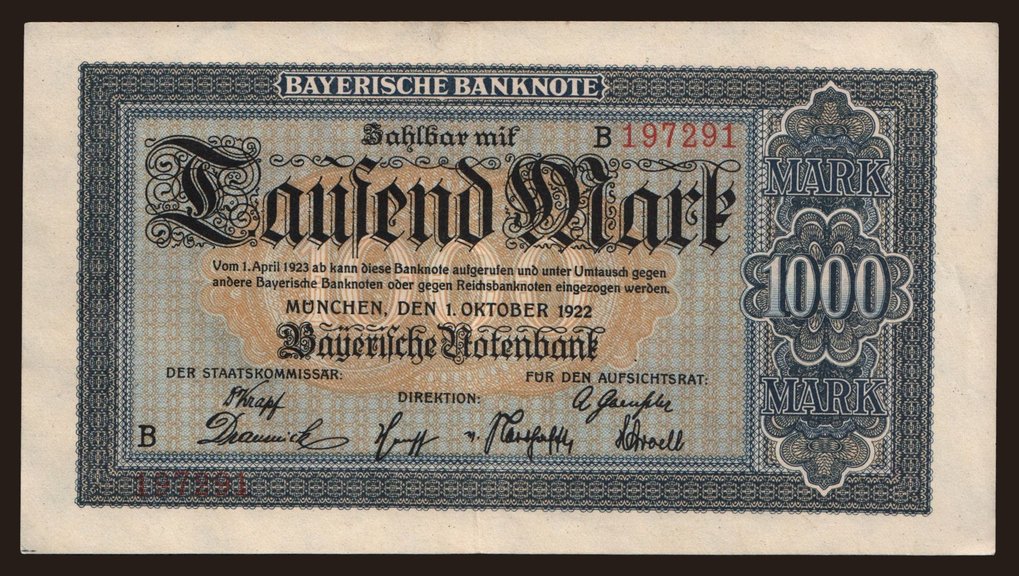 BAYERISCHE BANKNOTE
Zahlbar mit
B 197291
Tausend Mark
MARK
1000
MARK
Vom 1. April 1923 ab kann diese Banknote aufgerufen und unter Umtausch gegen
andere Bayerische Banknoten oder gegen Reichsbanknoten eingezogen werden.
MÜNCHEN, DEN 1. OKTOBER 1922
Bayerische Notenbank
DER STAATSKOMMISSÄR:
DIREKTION:
FÜR DEN AUFSICHTSRAT:
B
197291